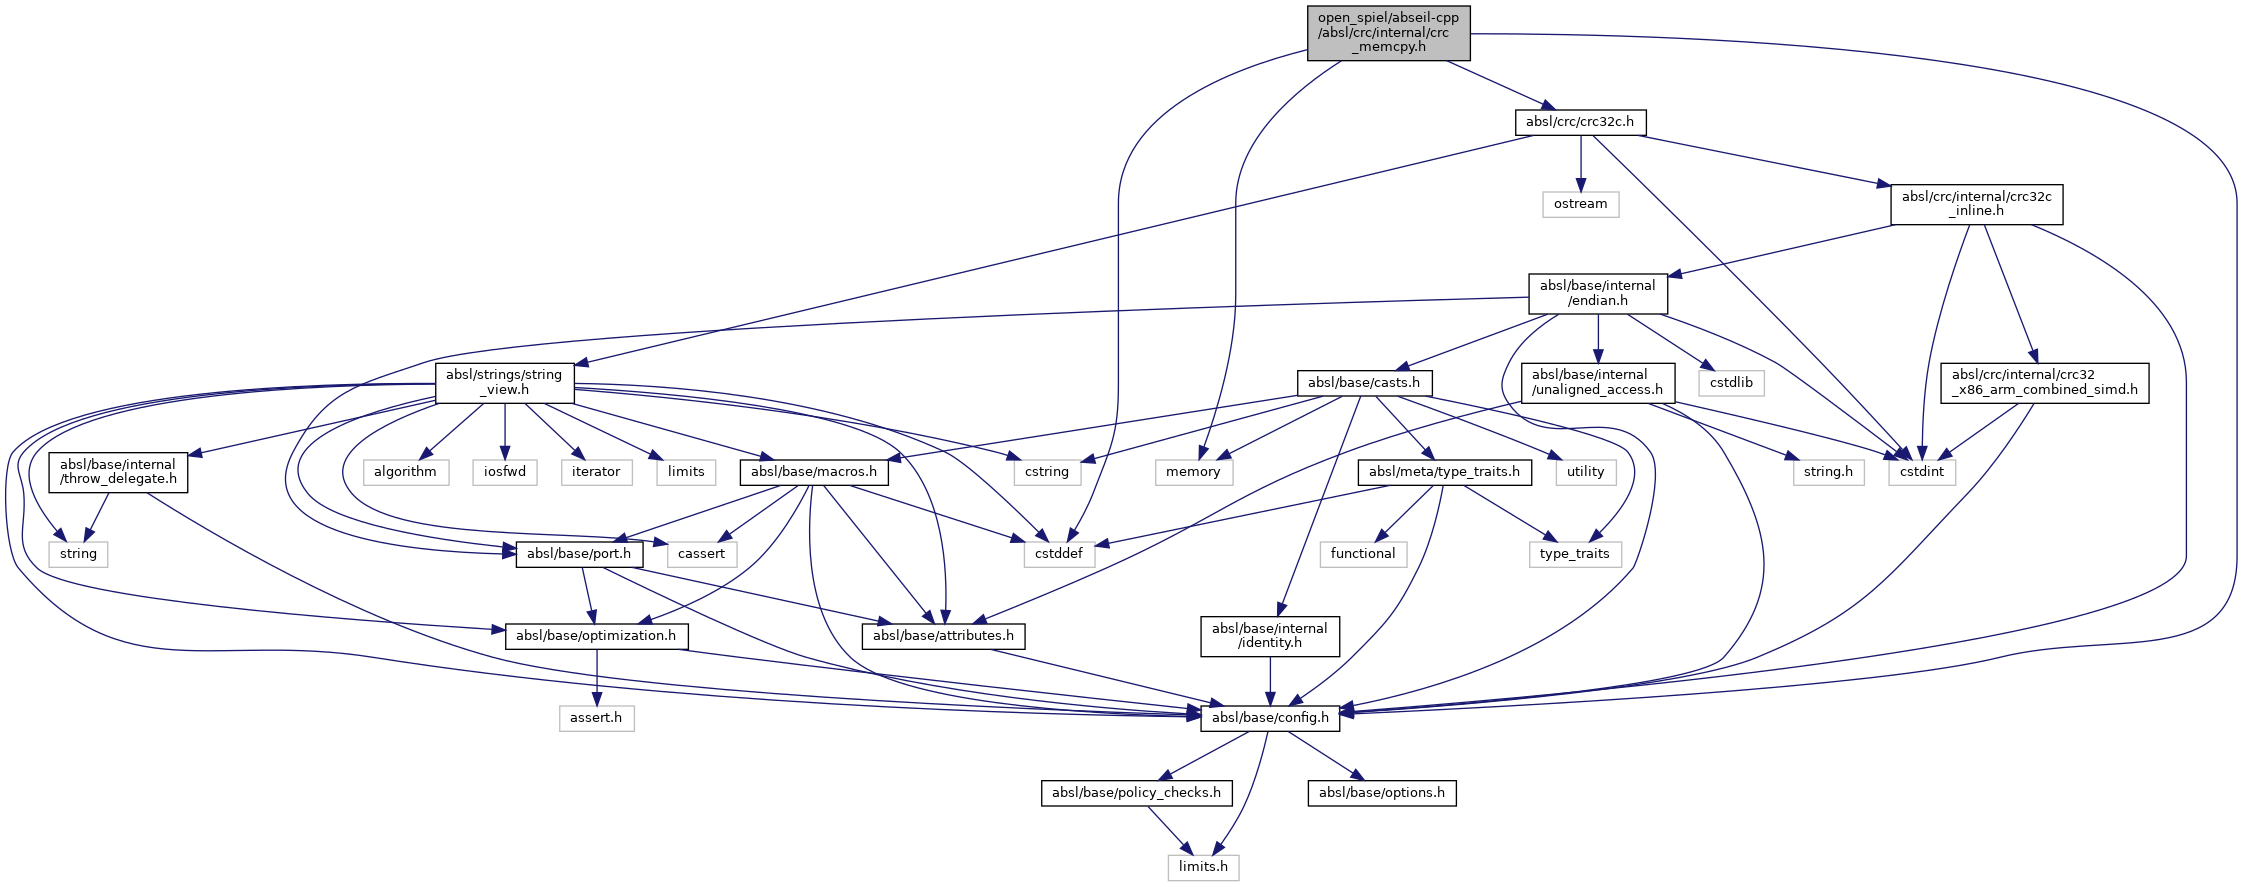 open_spiel/abseil-cpp
/absl/crc/internal/crc
_memcpy.h
absl/crc/crc32c.h
ostream
absl/crc/internal/crc32c
_inline.h
absl/base/internal
/endian.h
absl/strings/string
_view.h
absl/base/casts.h
absl/base/internal
/unaligned_access.h
cstdlib
absl/crc/internal/crc32
_x86_arm_combined_simd.h
absl/base/internal
/throw_delegate.h
algorithm
iosfwd
iterator
limits
absl/base/macros.h
cstring
memory
absl/meta/type_traits.h
utility
string.h
cstdint
string
absl/base/port.h
cassert
cstddef
functional
type_traits
absl/base/optimization.h
absl/base/attributes.h
absl/base/internal
/identity.h
assert.h
absl/base/config.h
absl/base/policy_checks.h
absl/base/options.h
limits.h